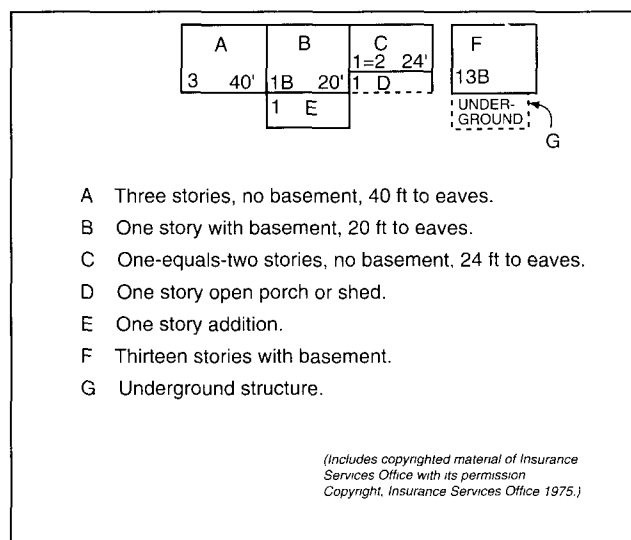 A B C F
1=2 24'
3 40' 1B 20' 1 D 13B
1 E UNDER-
GROUND
G
A Three stories, no basement, 40 ft to eaves.
B One story with basement, 20 ft to eaves.
C One-equals-two stories, no basement, 24 ft to eaves.
D One story open porch or shed.
E One story addition.
F Thirteen stories with basement.
G Underground structure.
(Includes copyrighted material of Insurance
Services Office with its permission
Copyright, Insurance Services Office 1975.)